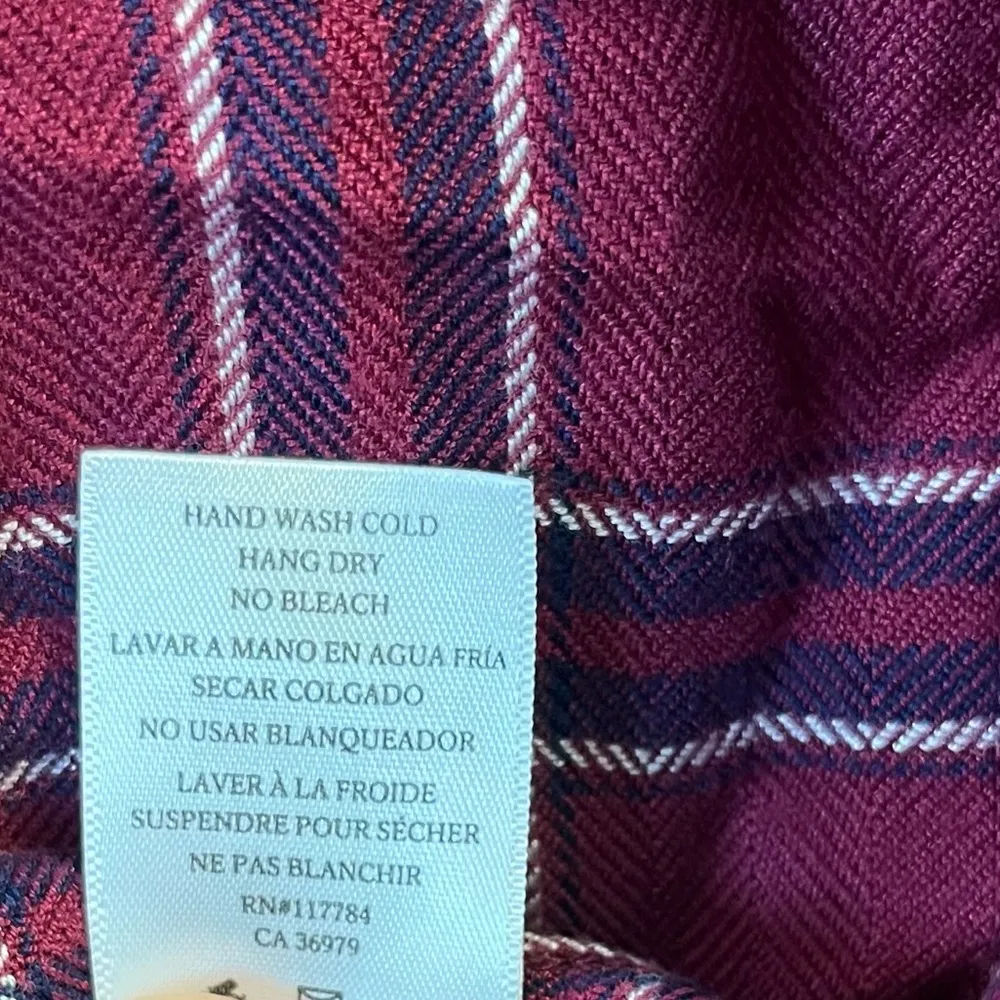 HAND WASH COLD
HANG DRY
NO BLEACH
LAVAR A MANO EN AGUA FRÍA
SECAR COLGADO
NO USAR BLANQUEADOR
LAVER À LA FROIDE
SUSPENDRE POUR SÉCHER
NE PAS BLANCHIR
RN#117784
CA 36979